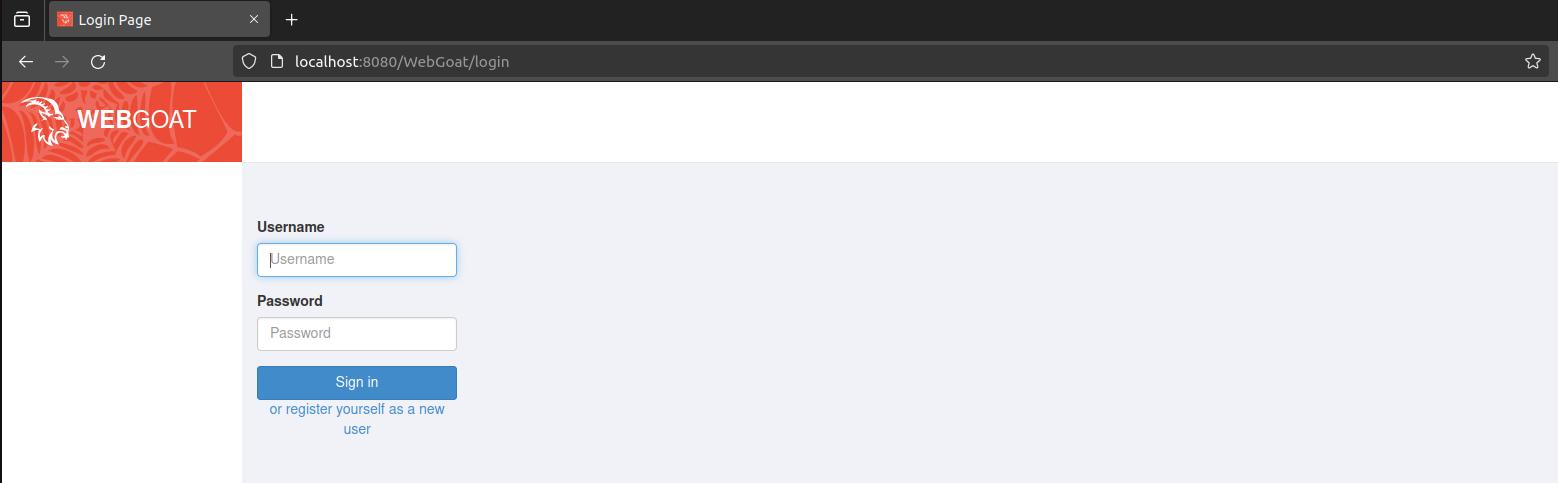 Login Page
localhost:8080/WebGoat/login
WEBGOAT
Username
Username
Password
Password
Sign in
or register yourself as a new
user